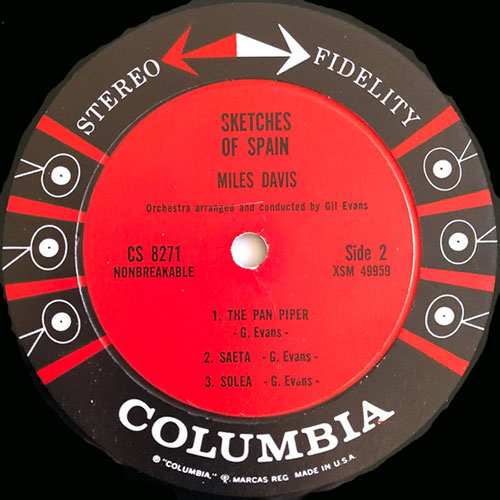 STEREO FIDELITY
SKETCHES
OF SPAIN
MILES DAVIS
Orchestra arranged and conducted by Gil Evans
CS 8271
NONBREAKABLE
Side 2
XSM 49959
1. THE PAN PIPER
- G. Evans -
2. SAETA - G. Evans -
3. SOLEA - G. Evans -
COLUMBIA
® "COLUMBIA," ®. MARCAS REG. MADE IN U.S.A.